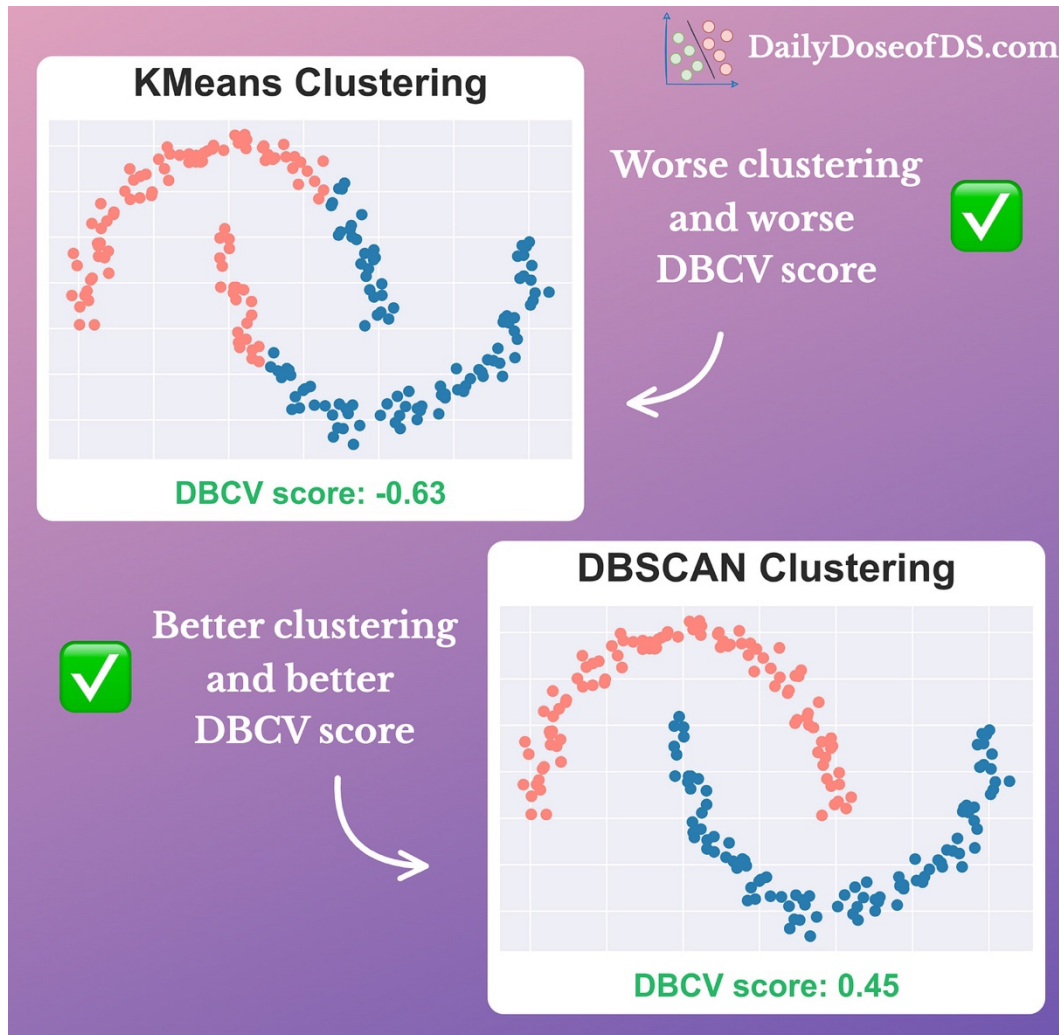 DailyDoseofDS.com
KMeans Clustering
Worse clustering
and worse
DBCV score
DBCV score: -0.63
DBSCAN Clustering
Better clustering
and better
DBCV score
DBCV score: 0.45